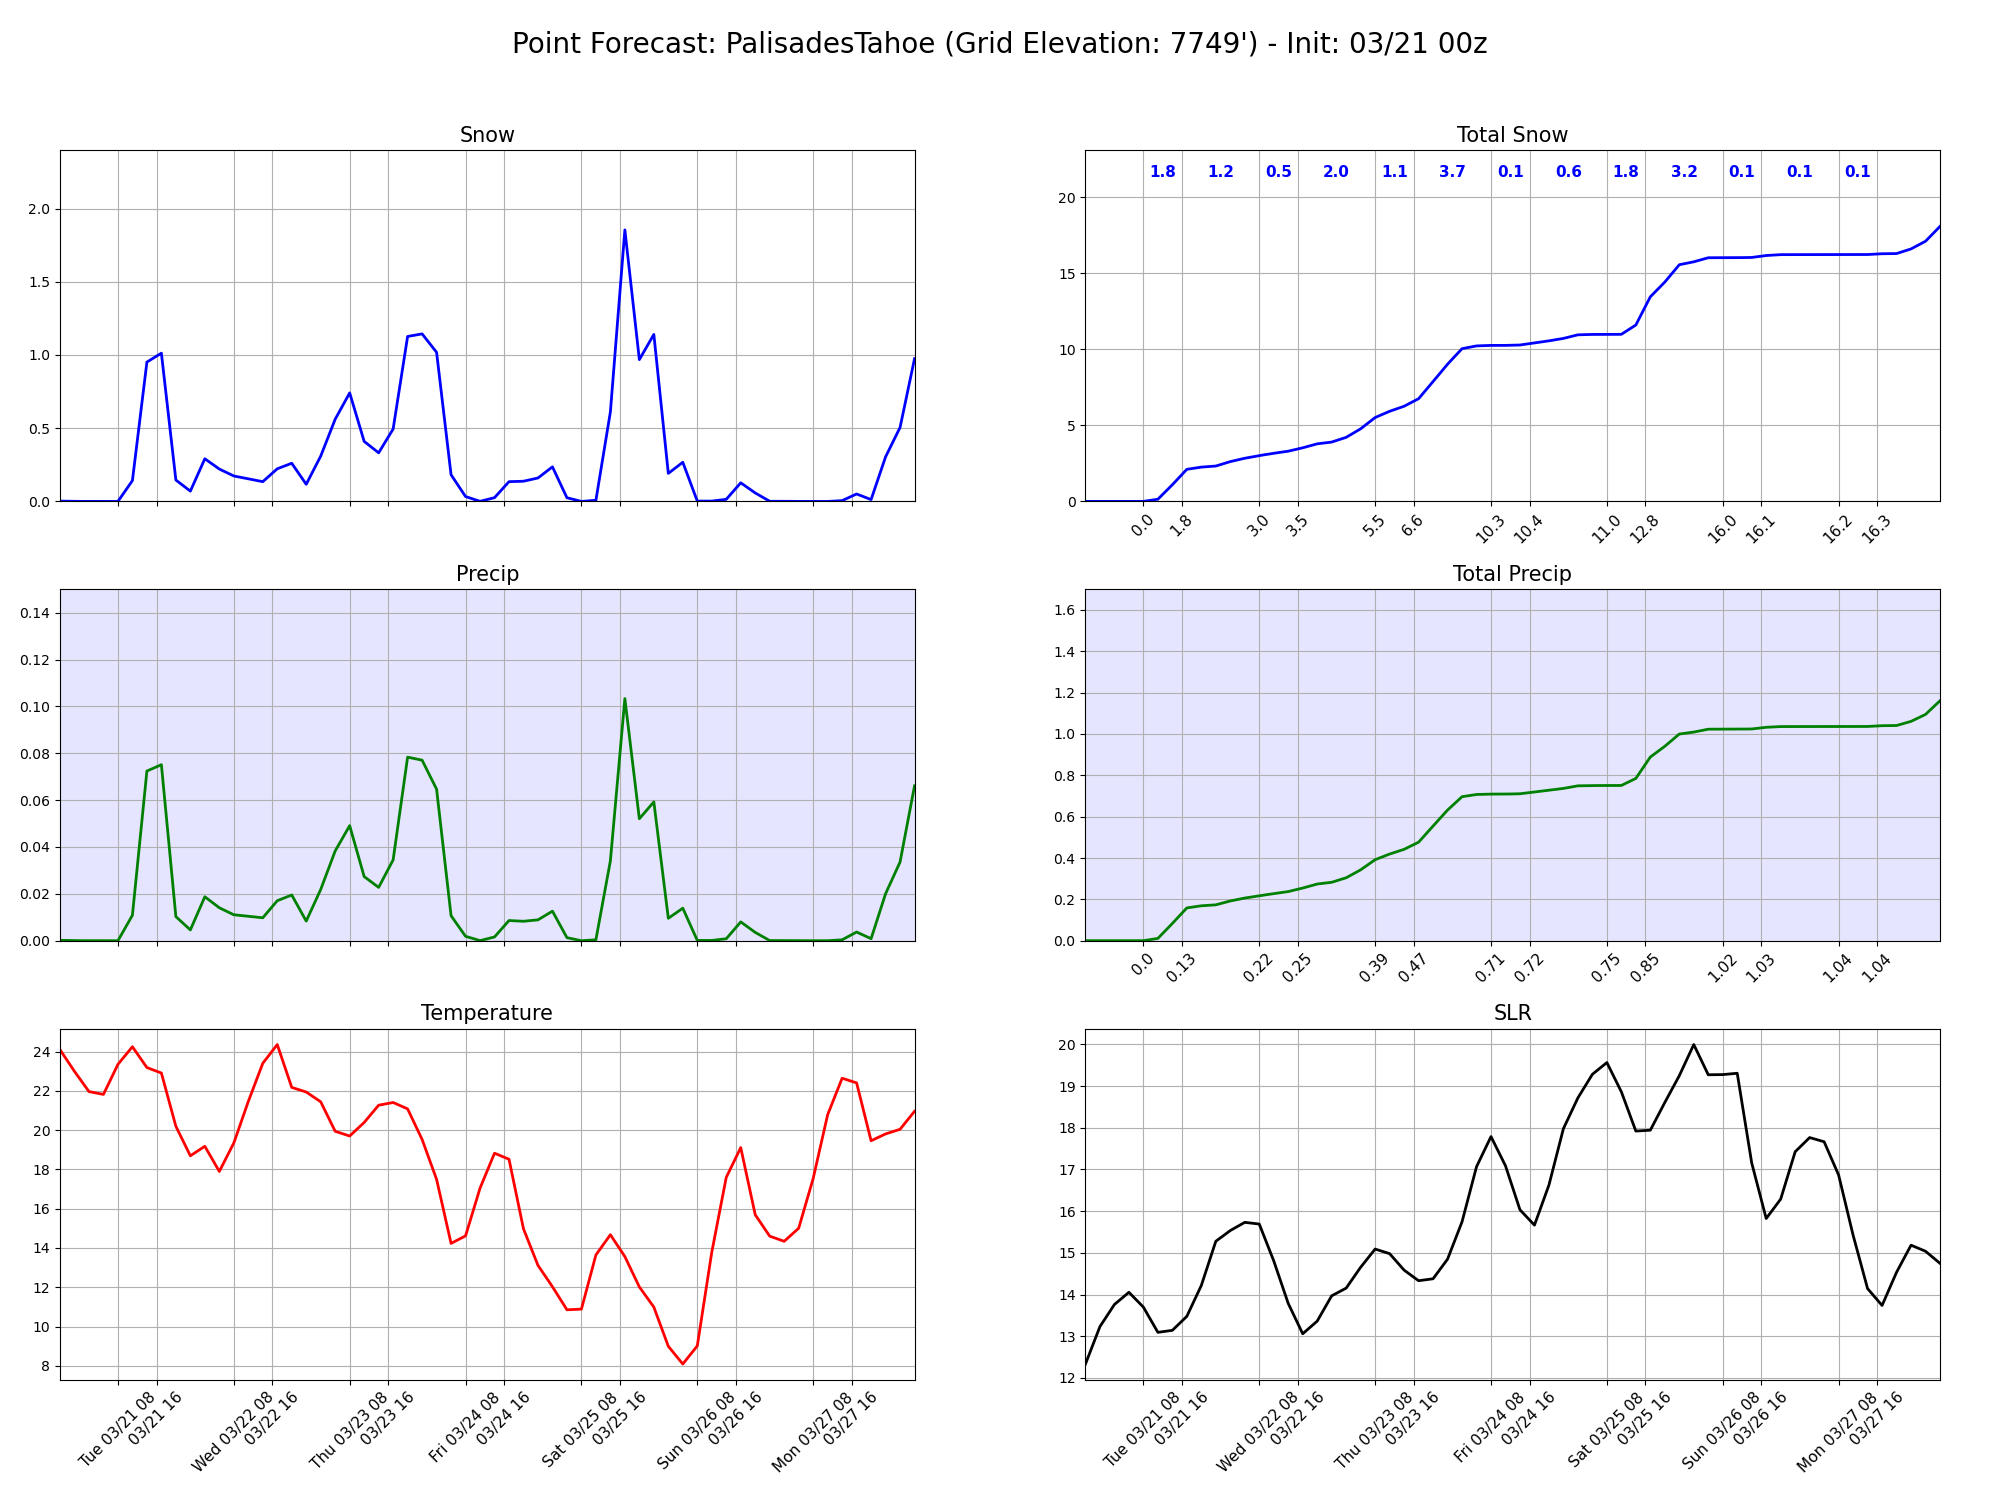 Point Forecast: PalisadesTahoe (Grid Elevation: 7749') - Init: 03/21 00z
Snow
2.0
1.5
1.0
0.5
0.0
Total Snow
1.8 1.2 0.5 2.0 1.1 3.7 0.1 0.6 1.8 3.2 0.1 0.1 0.1
20
15
10
5
0
0.0 1.8 3.0 3.5 5.5 6.6 10.3 10.4 11.0 12.8 16.0 16.1 16.2 16.3
Precip
0.14
0.12
0.10
0.08
0.06
0.04
0.02
0.00
Total Precip
1.6
1.4
1.2
1.0
0.8
0.6
0.4
0.2
0.0
0.0 0.13 0.22 0.25 0.39 0.47 0.71 0.72 0.75 0.85 1.02 1.03 1.04 1.04
Temperature
24
22
20
18
16
14
12
10
8
Tue 03/21 08
03/21 16
Wed 03/22 08
03/22 16
Thu 03/23 08
03/23 16
Fri 03/24 08
03/24 16
Sat 03/25 08
03/25 16
Sun 03/26 08
03/26 16
Mon 03/27 08
03/27 16
SLR
20
19
18
17
16
15
14
13
12
Tue 03/21 08
03/21 16
Wed 03/22 08
03/22 16
Thu 03/23 08
03/23 16
Fri 03/24 08
03/24 16
Sat 03/25 08
03/25 16
Sun 03/26 08
03/26 16
Mon 03/27 08
03/27 16